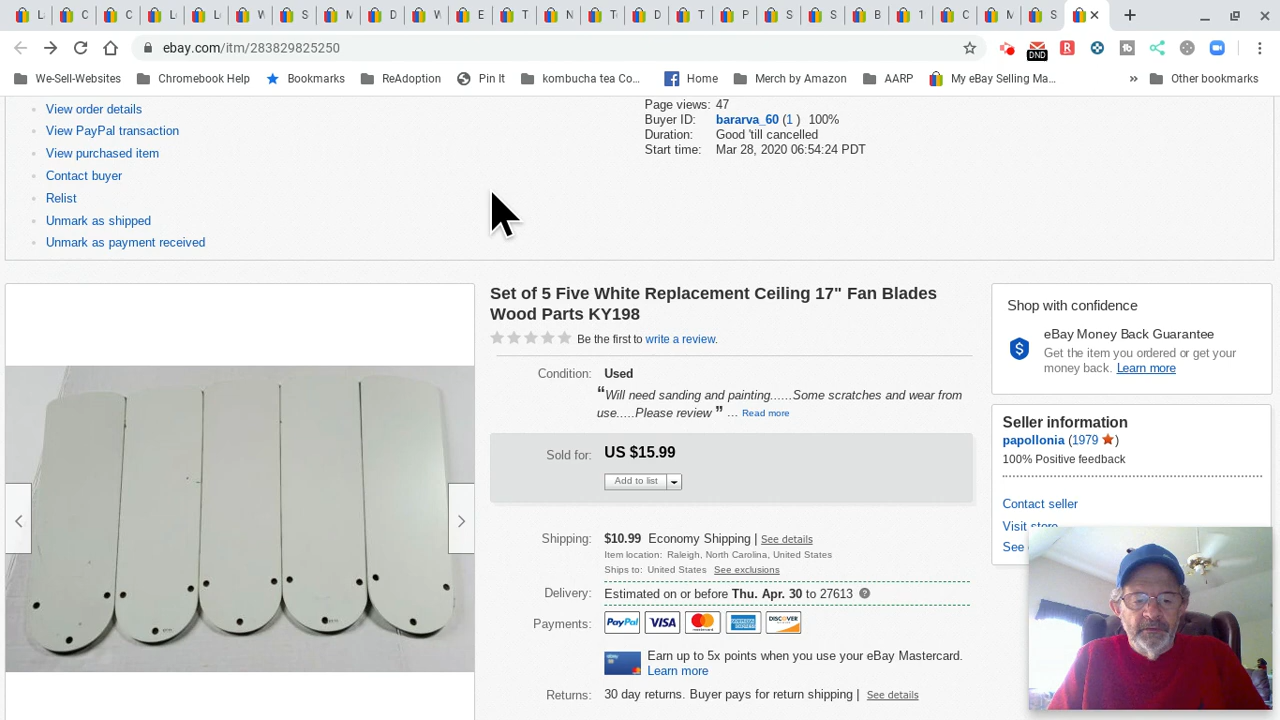 L
C
C
L
L
W
S
M
D
W
E
T
N
T
D
T
P
S
S
B
1
C
M
S
ebay.com/itm/283829825250
DND
R
tb
We-Sell-Websites
Chromebook Help
Bookmarks
ReAdoption
Pin It
kombucha tea Co...
Home
Merch by Amazon
AARP
My eBay Selling Ma...
»
Other bookmarks
View order details
View PayPal transaction
View purchased item
Contact buyer
Relist
Unmark as shipped
Unmark as payment received
Page views: 47
Buyer ID: bararva_60 (1 ) 100%
Duration: Good 'till cancelled
Start time: Mar 28, 2020 06:54:24 PDT
Set of 5 Five White Replacement Ceiling 17" Fan Blades
Wood Parts KY198
Be the first to write a review.
Condition: Used
“Will need sanding and painting......Some scratches and wear from
use.....Please review ” ... Read more
Sold for: US $15.99
Add to list
Shipping: $10.99 Economy Shipping | See details
Item location: Raleigh, North Carolina, United States
Ships to: United States See exclusions
Delivery: Estimated on or before Thu. Apr. 30 to 27613
Payments: PayPal VISA MasterCard AMERICAN EXPRESS DISCOVER
Earn up to 5x points when you use your eBay Mastercard.
Learn more
Returns: 30 day returns. Buyer pays for return shipping | See details
Shop with confidence
eBay Money Back Guarantee
Get the item you ordered or get your
money back. Learn more
Seller information
papollonia (1979 )
100% Positive feedback
Contact seller
Visit store
See